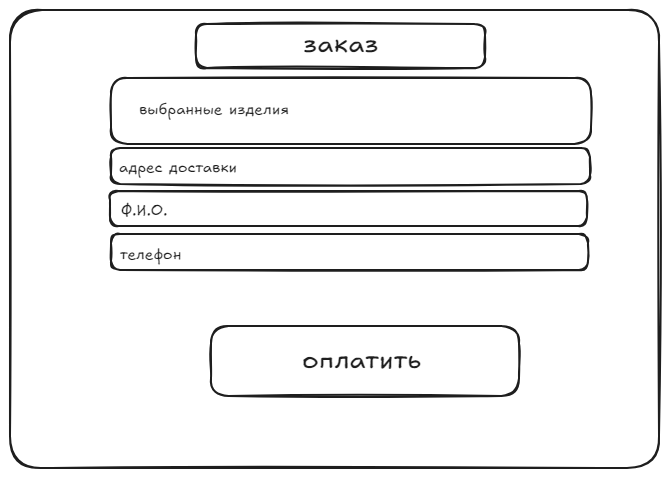 заказ
выбранные изделия
адрес доставки
Ф.И.О.
телефон
оплатить